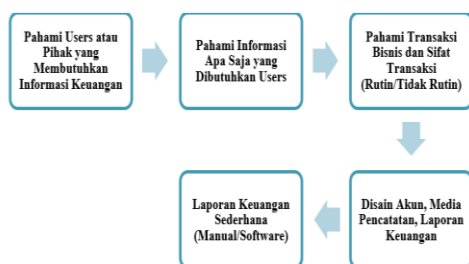 Pahami Users atau
Pihak yang
Membutuhkan
Informasi Keuangan
Pahami Informasi
Apa Saja yang
Dibutuhkan Users
Pahami Transaksi
Bisnis dan Sifat
Transaksi
(Rutin/Tidak Rutin)
Disain Akun, Media
Pencatatan, Laporan
Keuangan
Laporan Keuangan
Sederhana
(Manual/Software)